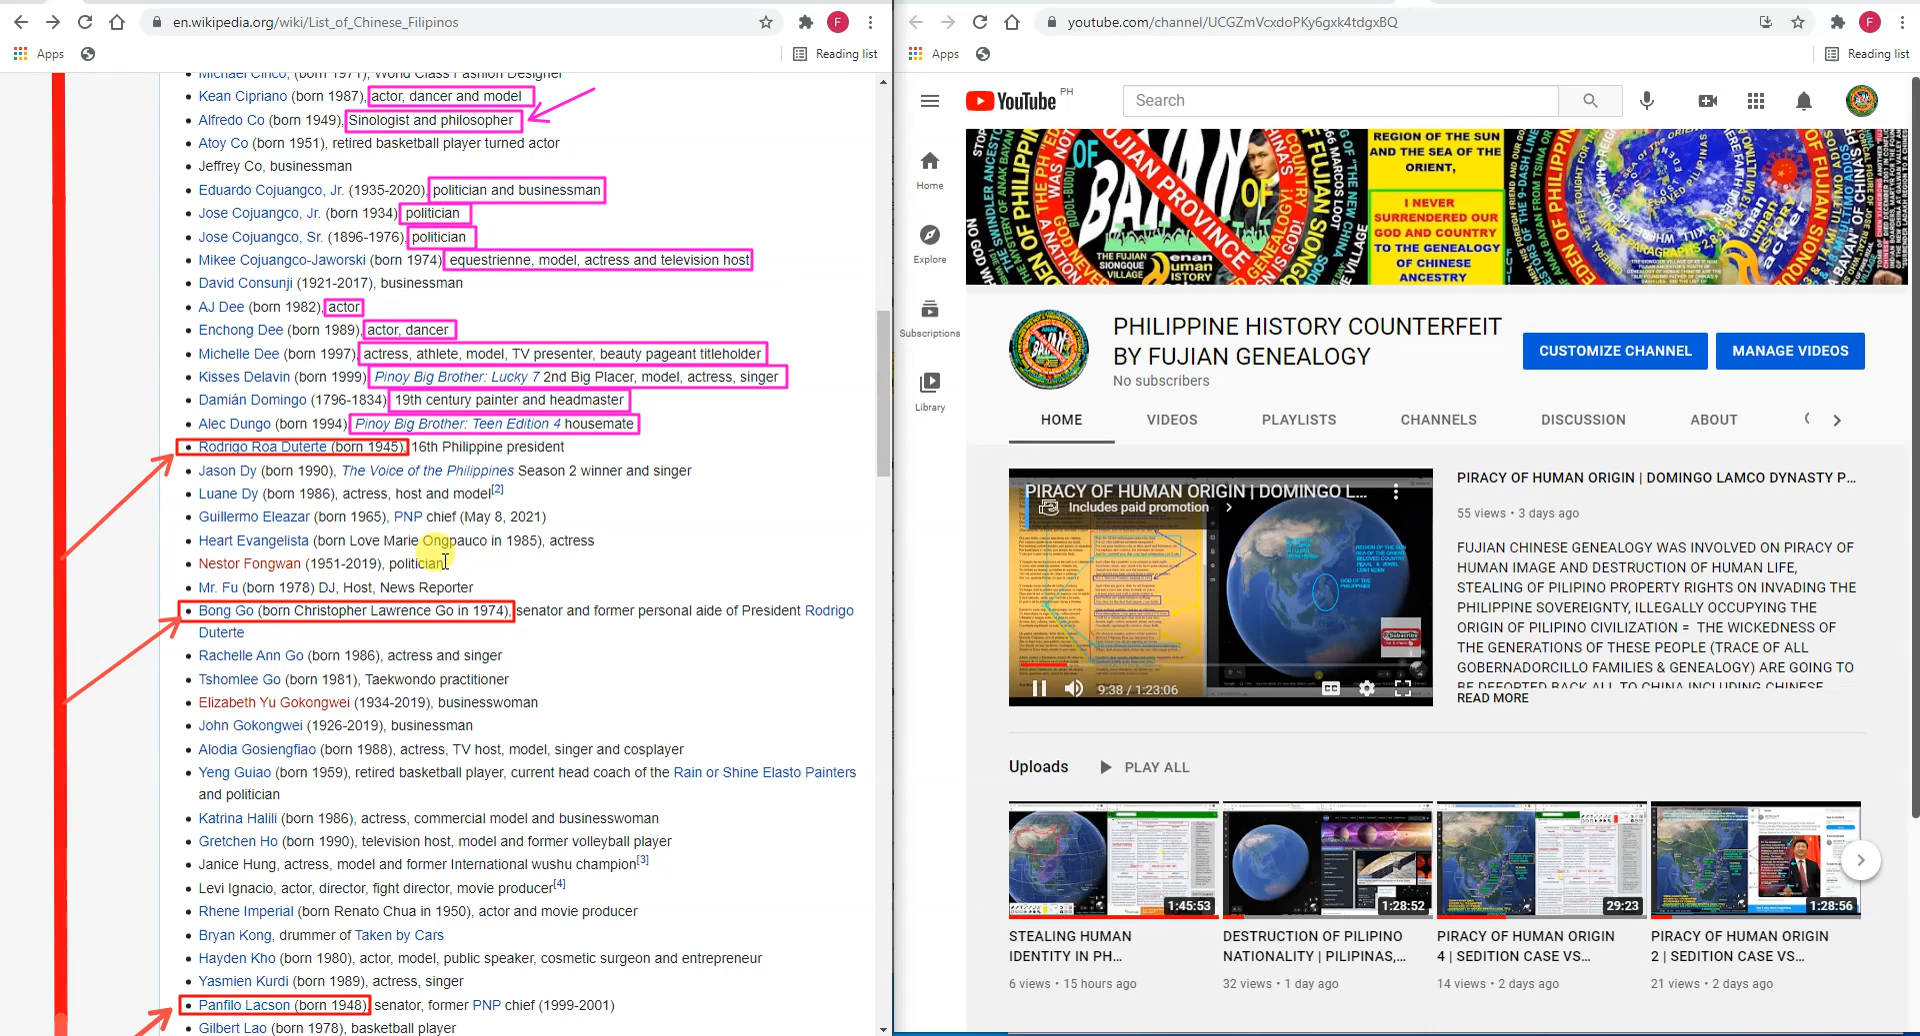 en.wikipedia.org/wiki/List_of_Chinese_Filipinos
Apps
Reading list
Michael Cinco, (born 1971), World Class Fashion Designer
Kean Cipriano (born 1987), actor, dancer and model
Alfredo Co (born 1949), Sinologist and philosopher
Atoy Co (born 1951), retired basketball player turned actor
Jeffrey Co, businessman
Eduardo Cojuangco, Jr. (1935-2020), politician and businessman
Jose Cojuangco, Jr. (born 1934) politician
Jose Cojuangco, Sr. (1896-1976), politician
Mikee Cojuangco-Jaworski (born 1974) equestrienne, model, actress and television host
David Consunji (1921-2017), businessman
AJ Dee (born 1982), actor
Enchong Dee (born 1989), actor, dancer
Michelle Dee (born 1997) actress, athlete, model, TV presenter, beauty pageant titleholder
Kisses Delavin (born 1999) Pinoy Big Brother: Lucky 7 2nd Big Placer, model, actress, singer
Damián Domingo (1796-1834) 19th century painter and headmaster
Alec Dungo (born 1994) Pinoy Big Brother: Teen Edition 4 housemate
Rodrigo Roa Duterte (born 1945), 16th Philippine president
Jason Dy (born 1990), The Voice of the Philippines Season 2 winner and singer
Luane Dy (born 1986), actress, host and model[2]
Guillermo Eleazar (born 1965), PNP chief (May 8, 2021)
Heart Evangelista (born Love Marie Ongpauco in 1985), actress
Nestor Fongwan (1951-2019), politician
Mr. Fu (born 1978) DJ, Host, News Reporter
Bong Go (born Christopher Lawrence Go in 1974), senator and former personal aide of President Rodrigo
Duterte
Rachelle Ann Go (born 1986), actress and singer
Tshomlee Go (born 1981), Taekwondo practitioner
Elizabeth Yu Gokongwei (1934-2019), businesswoman
John Gokongwei (1926-2019), businessman
Alodia Gosiengfiao (born 1988), actress, TV host, model, singer and cosplayer
Yeng Guiao (born 1959), retired basketball player, current head coach of the Rain or Shine Elasto Painters
and politician
Katrina Halili (born 1986), actress, commercial model and businesswoman
Gretchen Ho (born 1990), television host, model and former volleyball player
Janice Hung, actress, model and former International wushu champion[3]
Levi Ignacio, actor, director, fight director, movie producer[4]
Rhene Imperial (born Renato Chua in 1950), actor and movie producer
Bryan Kong, drummer of Taken by Cars
Hayden Kho (born 1980), actor, model, public speaker, cosmetic surgeon and entrepreneur
Yasmien Kurdi (born 1989), actress, singer
Panfilo Lacson (born 1948), senator, former PNP chief (1999-2001)
Gilbert Lao (born 1978), basketball player
youtube.com/channel/UCGZmVcxdoPKy6gxk4tdgxBQ
Apps
Reading list
YouTube PH
Search
Home
Explore
Subscriptions
Library
OF
BAYAN
FUJIAN PROVINCE
REGION OF THE SUN
AND THE SEA OF THE
ORIENT,
I NEVER
SURRENDERED OUR
GOD AND COUNTRY
TO THE GENEALOGY
OF CHINESE
ANCESTRY
THE FUJIAN
SIONGQUE
VILLAGE
PHILIPPINE HISTORY COUNTERFEIT
BY FUJIAN GENEALOGY
No subscribers
CUSTOMIZE CHANNEL
MANAGE VIDEOS
HOME
VIDEOS
PLAYLISTS
CHANNELS
DISCUSSION
ABOUT
PIRACY OF HUMAN ORIGIN | DOMINGO L...
Includes paid promotion
9:38 / 1:23:06
PIRACY OF HUMAN ORIGIN | DOMINGO LAMCO DYNASTY P...
55 views • 3 days ago
FUJIAN CHINESE GENEALOGY WAS INVOLVED ON PIRACY OF
HUMAN IMAGE AND DESTRUCTION OF HUMAN LIFE,
STEALING OF PILIPINO PROPERTY RIGHTS ON INVADING THE
PHILIPPINE SOVEREIGNTY, ILLEGALLY OCCUPYING THE
ORIGIN OF PILIPINO CIVILIZATION = THE WICKEDNESS OF
THE GENERATIONS OF THESE PEOPLE (TRACE OF ALL
GOBERNADORCILLO FAMILIES & GENEALOGY) ARE GOING TO
BE DEPORTED BACK ALL TO CHINA INCLUDING CHINESE
READ MORE
Uploads
PLAY ALL
1:45:53
1:28:52
29:23
1:28:56
STEALING HUMAN
IDENTITY IN PH...
6 views • 15 hours ago
DESTRUCTION OF PILIPINO
NATIONALITY | PILIPINAS,...
32 views • 1 day ago
PIRACY OF HUMAN ORIGIN
4 | SEDITION CASE VS...
14 views • 2 days ago
PIRACY OF HUMAN ORIGIN
2 | SEDITION CASE VS...
21 views • 2 days ago